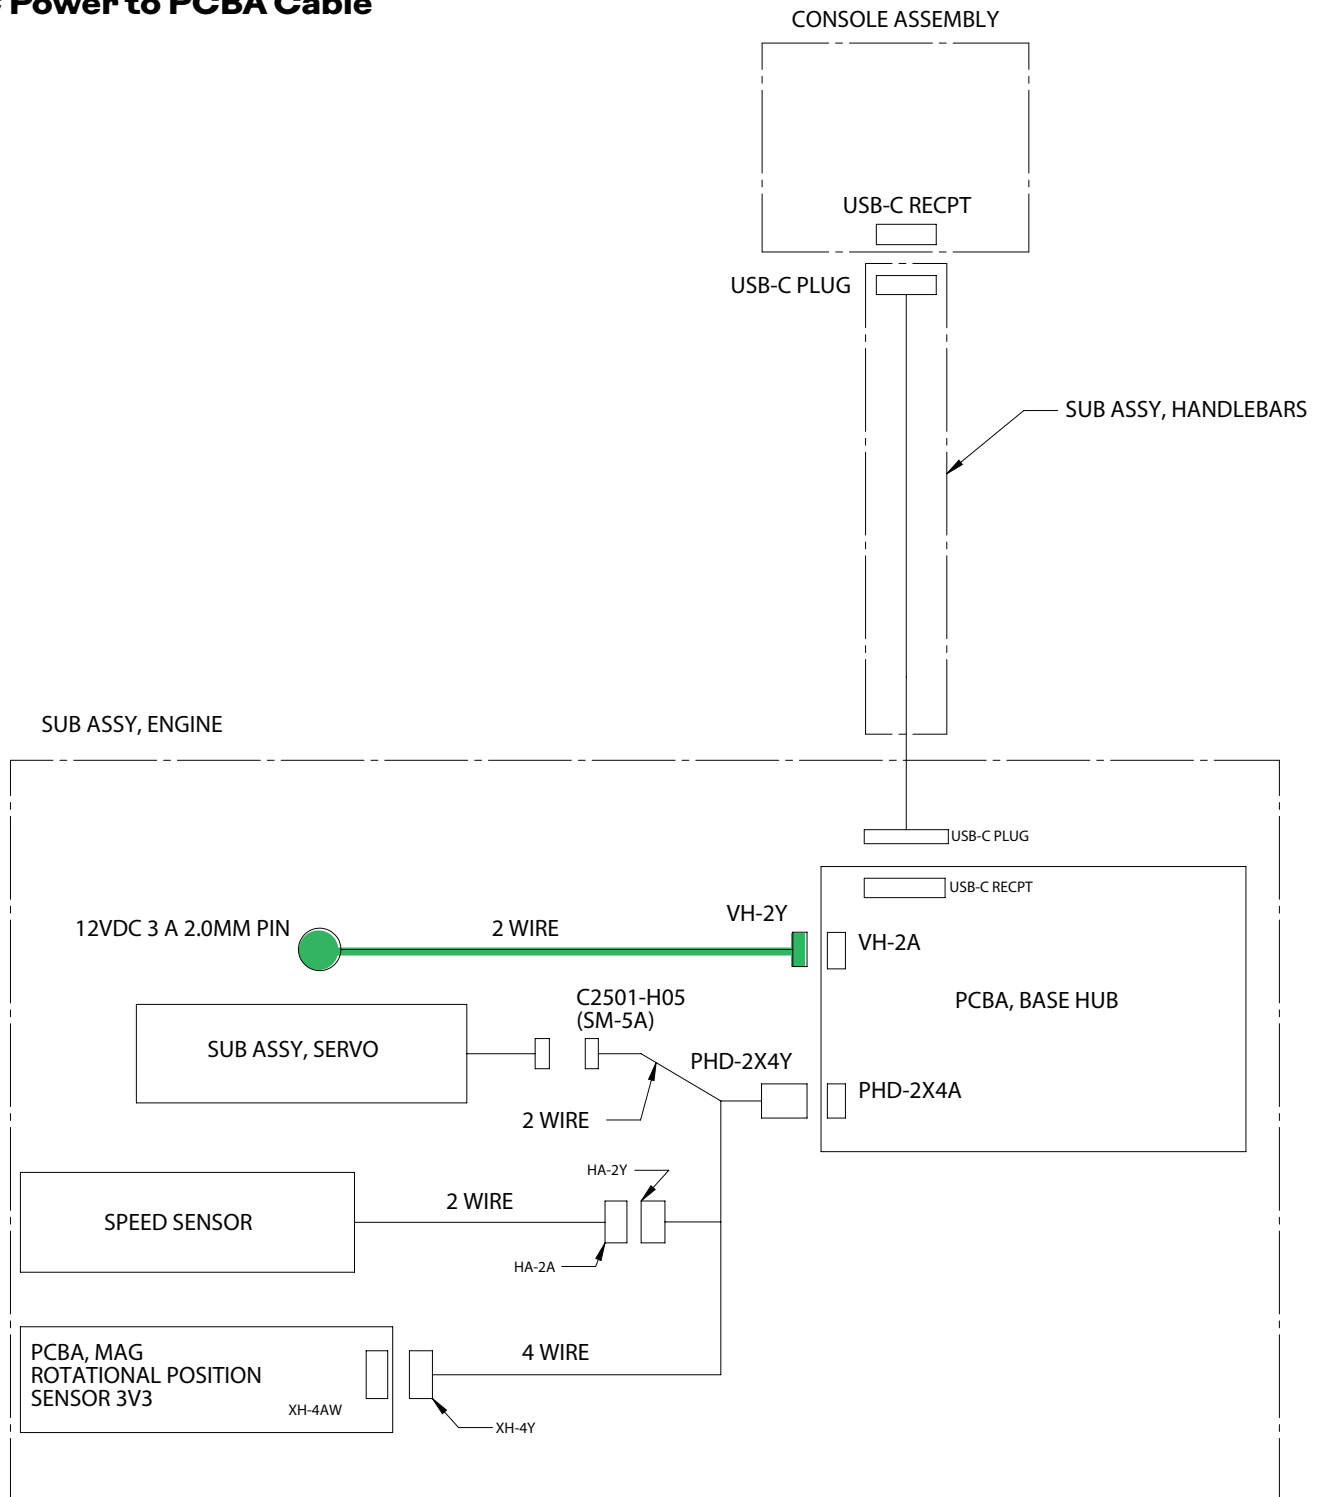 Power to PCBA Cable
CONSOLE ASSEMBLY
USB-C RECPT
USB-C PLUG
SUB ASSY, HANDLEBARS
SUB ASSY, ENGINE
USB-C PLUG
USB-C RECPT
12VDC 3 A 2.0MM PIN
2 WIRE
VH-2Y
VH-2A
PCBA, BASE HUB
C2501-H05
(SM-5A)
SUB ASSY, SERVO
PHD-2X4Y
PHD-2X4A
2 WIRE
HA-2Y
2 WIRE
SPEED SENSOR
HA-2A
PCBA, MAG
ROTATIONAL POSITION
SENSOR 3V3
4 WIRE
XH-4AW
XH-4Y